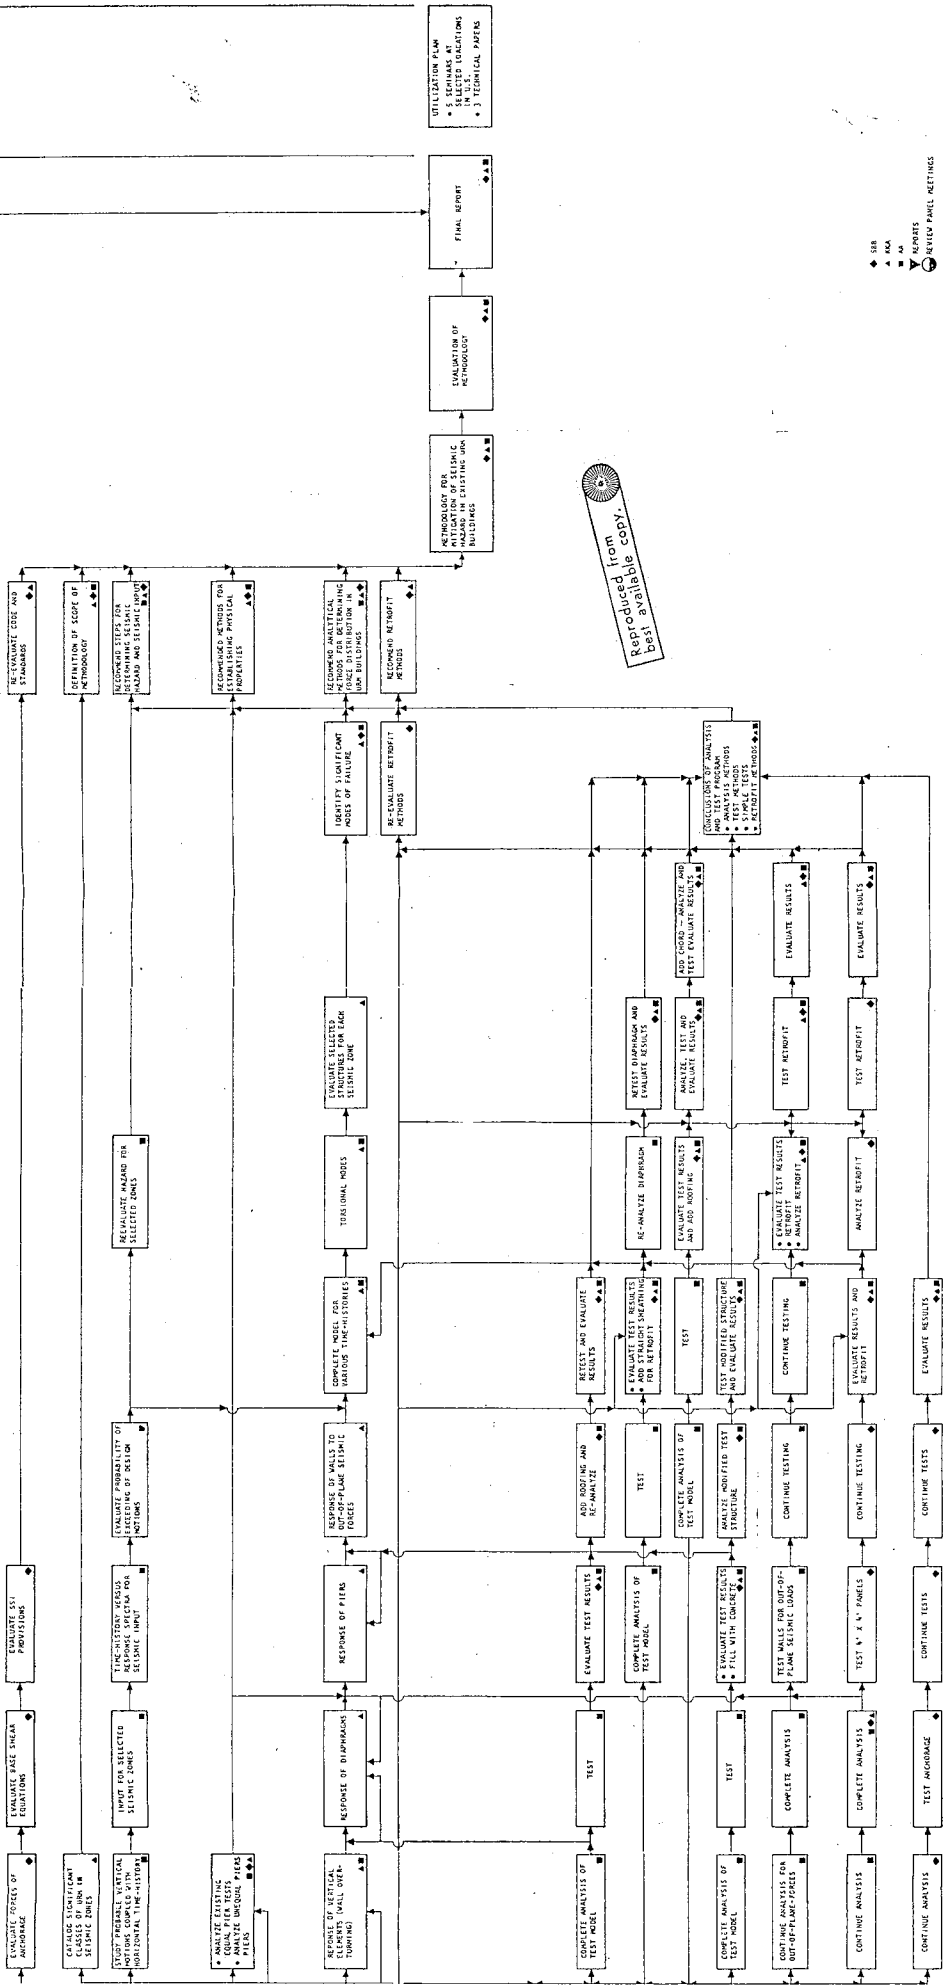 EVALUATE FORCES OF
ANCHORAGE
EVALUATE BASE SHEAR
EQUATIONS
EVALUATE SSI
PROVISIONS
RE-EVALUATE CODE AND
STANDARDS
CATALOG SIGNIFICANT
CLASSES OF URM IN
SEISMIC ZONES
DEFINITION OF SCOPE OF
METHODOLOGY
STUDY PROBABLE VERTICAL
MOTIONS COUPLED WITH
HORIZONTAL TIME-HISTORY
INPUT FOR SELECTED
SEISMIC ZONES
TIME-HISTORY VERSUS
RESPONSE SPECTRA FOR
SEISMIC INPUT
EVALUATE PROBABILITY OF
EXCEEDING OF DESIGN
MOTIONS
REEVALUATE HAZARD FOR
SELECTED ZONES
RECOMMEND STEPS FOR
DETERMINING SEISMIC
HAZARD AND SEISMIC INPUT
• ANALYZE EXISTING
EQUAL PIER TESTS
• ANALYZE UNEQUAL PIERS
PIERS
RECOMMENDED METHODS FOR
ESTABLISHING PHYSICAL
PROPERTIES
REPONSE OF VERTICAL
ELEMENTS (WALL OVER-
TURNING)
RESPONSE OF DIAPHRAGMS
RESPONSE OF PIERS
RESPONSE OF WALLS TO
OUT-OF-PLANE SEISMIC
FORCES
COMPLETE MODEL FOR
VARIOUS TIME-HISTORIES
TORSIONAL MODES
EVALUATE SELECTED
STRUCTURES FOR EACH
SEISMIC ZONE
IDENTIFY SIGNIFICANT
MODES OF FAILURE
RECOMMEND ANALYTICAL
METHODS FOR DETERMINING
FORCE DISTRIBUTION IN
URM BUILDINGS
RE-EVALUATE RETROFIT
METHODS
RECOMMEND RETROFIT
METHODS
METHODOLOGY FOR
MITIGATION OF SEISMIC
HAZARD IN EXISTING URM
BUILDINGS
EVALUATION OF
METHODOLOGY
FINAL REPORT
UTILIZATION PLAN
• 5 SEMINARS AT
SELECTED LOACATIONS
IN U.S.
• 3 TECHNICAL PAPERS
COMPLETE ANALYSIS OF
TEST MODEL
TEST
EVALUATE TEST RESULTS
ADD ROOFING AND
RE-ANALYZE
RETEST AND EVALUATE
RESULTS
COMPLETE ANALYSIS OF
TEST MODEL
TEST
• EVALUATE TEST RESULTS
• ADD STRAIGHT SHEATHING
FOR RETROFIT
RE-ANALYZE DIAPHRAGM
RETEST DIAPHRAGM AND
EVALUATE RESULTS
COMPLETE ANALYSIS OF
TEST MODEL
TEST
EVALUATE TEST RESULTS
AND ADD ROOFING
ANALYZE, TEST AND
EVALUATE RESULTS
ADD CHORD - ANALYZE AND
TEST EVALUATE RESULTS
COMPLETE ANALYSIS OF
TEST MODEL
TEST
• EVALUATE TEST RESULTS
• FILL WITH CONCRETE
ANALYZE MODIFIED TEST
STRUCTURE
TEST MODIFIED STRUCTURE
AND EVALUATE RESULTS
CONCLUSIONS OF ANALYSIS
AND TEST PROGRAM
• ANALYSIS METHODS
• TEST METHODS
• SIMPLE TESTS
• RETROFIT METHODS
CONTINUE ANALYSIS FOR
OUT-OF-PLANE-FORCES
COMPLETE ANALYSIS
TEST WALLS FOR OUT-OF-
PLANE SEISMIC LOADS
CONTINUE TESTING
CONTINUE TESTING
• EVALUATE TEST RESULTS
• RETROFIT
• ANALYZE RETROFIT
TEST RETROFIT
EVALUATE RESULTS
CONTINUE ANALYSIS
COMPLETE ANALYSIS
TEST 4' X 4' PANELS
CONTINUE TESTING
EVALUATE RESULTS AND
RETROFIT
ANALYZE RETROFIT
TEST RETROFIT
EVALUATE RESULTS
CONTINUE ANALYSIS
TEST ANCHORAGE
CONTINUE TESTS
CONTINUE TESTS
EVALUATE RESULTS
Reproduced from
best available copy.
◆ SBB
▲ KKA
■ AA
REPORTS
REVIEW PANEL MEETINGS